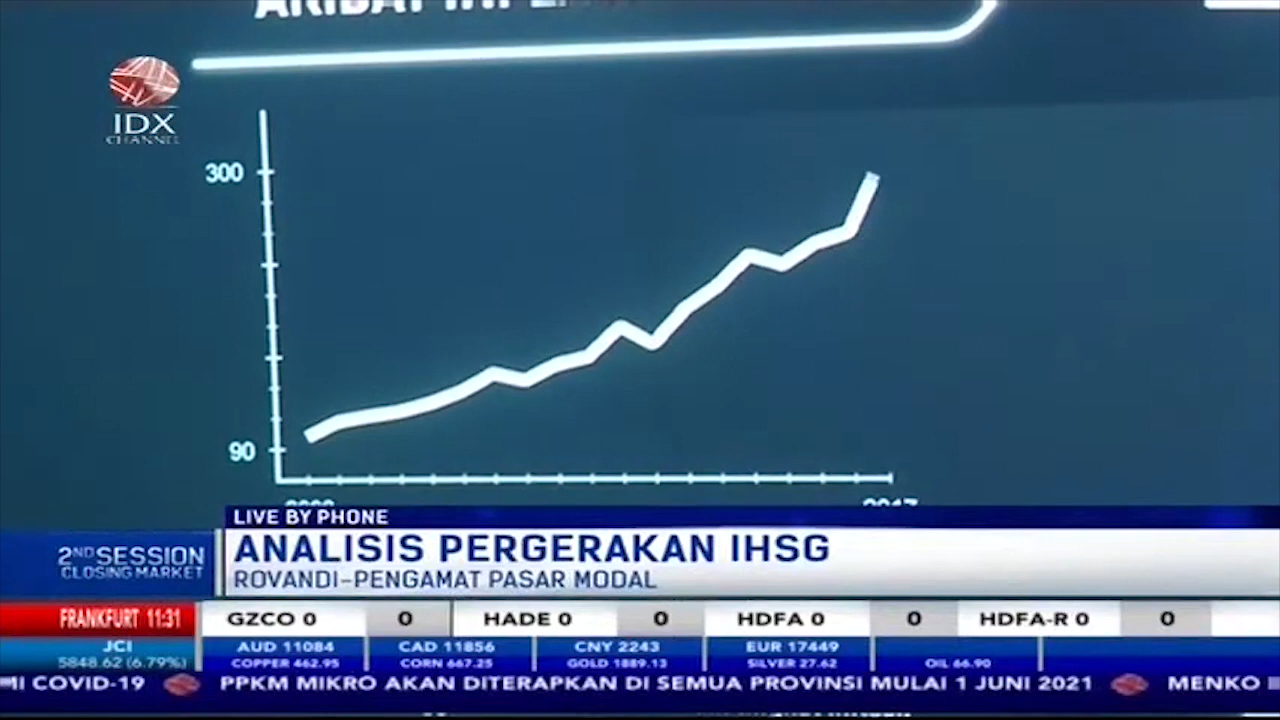 IDX
CHANNEL
300
90
LIVE BY PHONE
ANALISIS PERGERAKAN IHSG
ROVANDI-PENGAMAT PASAR MODAL
2ND SESSION
CLOSING MARKET
FRANKFURT 11:31
GZCO 0 0 HADE 0 0 HDFA 0 0 HDFA-R 0 0
JCI
5848.62 (6.79%)
AUD 11084 CAD 11856 CNY 2243 EUR 17449
COPPER 462.95 CORN 667.25 GOLD 1889.13 SILVER 27.62 OIL 66.90
MI COVID-19 PPKM MIKRO AKAN DITERAPKAN DI SEMUA PROVINSI MULAI 1 JUNI 2021 MENKO